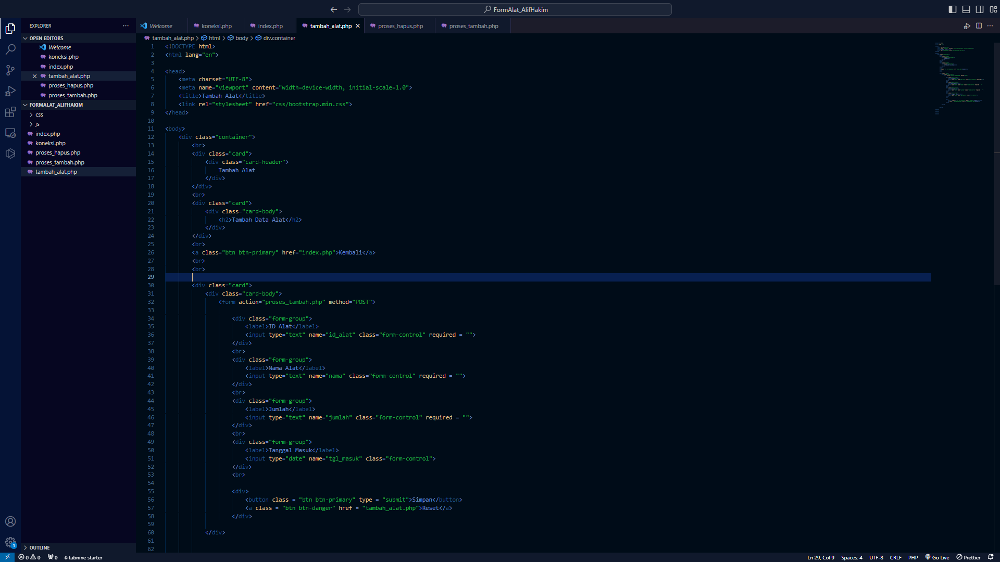 FormAlat_AlifHakim
EXPLORER
Welcome
koneksi.php
index.php
tambah_alat.php
proses_hapus.php
proses_tambah.php
OPEN EDITORS
Welcome
koneksi.php
index.php
tambah_alat.php
proses_hapus.php
proses_tambah.php
FORMALAT_ALIFHAKIM
css
js
index.php
koneksi.php
proses_hapus.php
proses_tambah.php
tambah_alat.php
OUTLINE
tambah_alat.php > html > body > div.container
1 <!DOCTYPE html>
2 <html lang="en">
3
4 <head>
5 <meta charset="UTF-8">
6 <meta name="viewport" content="width=device-width, initial-scale=1.0">
7 <title>Tambah Alat</title>
8 <link rel="stylesheet" href="css/bootstrap.min.css">
9 </head>
10
11 <body>
12 <div class="container">
13 <br>
14 <div class="card">
15 <div class="card-header">
16 Tambah Alat
17 </div>
18 </div>
19 <br>
20 <div class="card">
21 <div class="card-body">
22 <h2>Tambah Data Alat</h2>
23 </div>
24 </div>
25 <br>
26 <a class="btn btn-primary" href="index.php">Kembali</a>
27 <br>
28 <br>
29
30 <div class="card">
31 <div class="card-body">
32 <form action="proses_tambah.php" method="POST">
33
34 <div class="form-group">
35 <label>ID Alat</label>
36 <input type="text" name="id_alat" class="form-control" required = "">
37 </div>
38 <br>
39 <div class="form-group">
40 <label>Nama Alat</label>
41 <input type="text" name="nama" class="form-control" required = "">
42 </div>
43 <br>
44 <div class="form-group">
45 <label>Jumlah</label>
46 <input type="text" name="jumlah" class="form-control" required = "">
47 </div>
48 <br>
49 <div class="form-group">
50 <label>Tanggal Masuk</label>
51 <input type="date" name="tgl_masuk" class="form-control">
52 </div>
53 <br>
54
55 <div>
56 <button class = "btn btn-primary" type = "submit">Simpan</button>
57 <a class = "btn btn-danger" href = "tambah_alat.php">Reset</a>
58 </div>
59
60 </div>
61
62
1
0 0 0 tabnine starter
Ln 29, Col 9 Spaces: 4 UTF-8 CRLF PHP Go Live Prettier